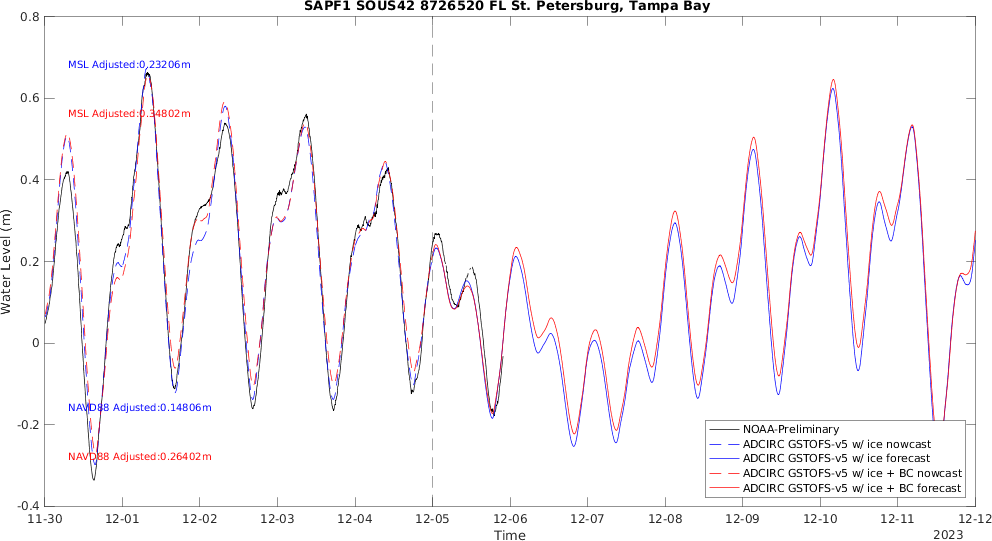 SAPF1 SOUS42 8726520 FL St. Petersburg, Tampa Bay
0.8
0.6
0.4
0.2
0
-0.2
-0.4
Water Level (m)
MSL Adjusted:0.23206m
MSL Adjusted:0.34802m
NAVD88 Adjusted:0.14806m
NAVD88 Adjusted:0.26402m
NOAA-Preliminary
ADCIRC GSTOFS-v5 w/ ice nowcast
ADCIRC GSTOFS-v5 w/ ice forecast
ADCIRC GSTOFS-v5 w/ ice + BC nowcast
ADCIRC GSTOFS-v5 w/ ice + BC forecast
11-30 12-01 12-02 12-03 12-04 12-05 12-06 12-07 12-08 12-09 12-10 12-11 12-12
Time
2023